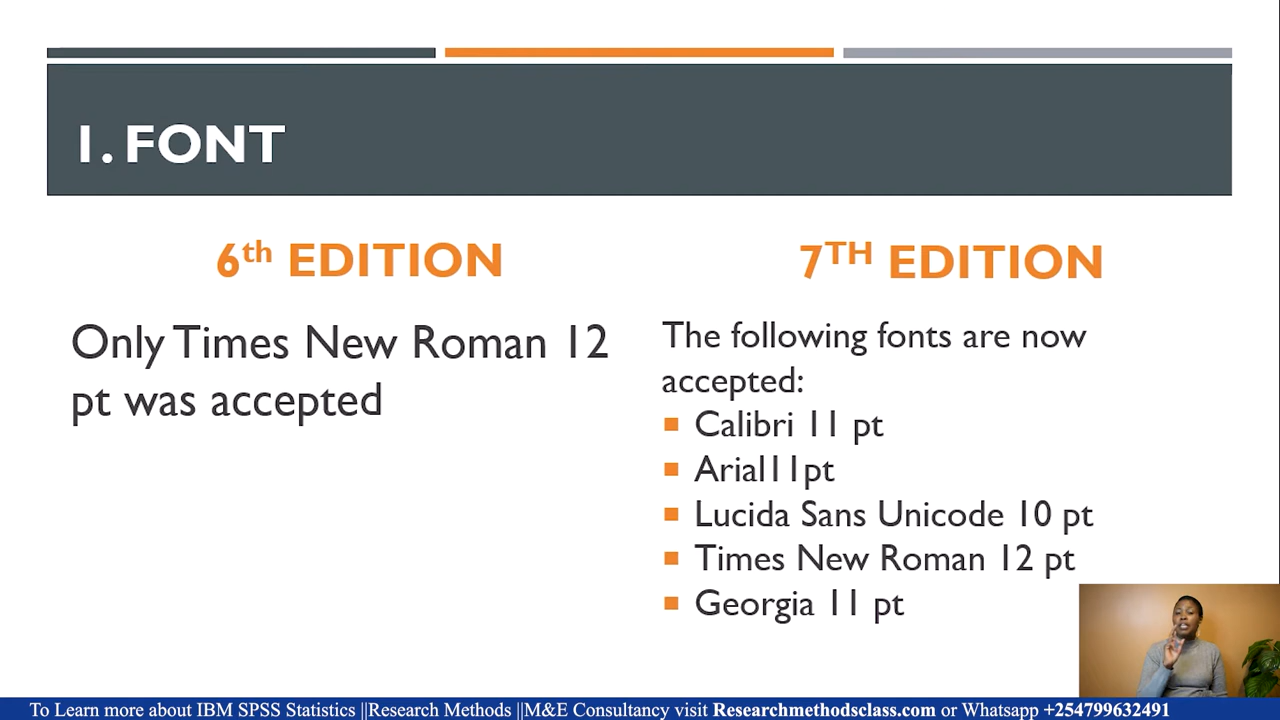 1. FONT
6th EDITION
Only Times New Roman 12
pt was accepted
7TH EDITION
The following fonts are now
accepted:
Calibri 11 pt
Arial11pt
Lucida Sans Unicode 10 pt
Times New Roman 12 pt
Georgia 11 pt
To Learn more about IBM SPSS Statistics ||Research Methods ||M&E Consultancy visit Researchmethodsclass.com or Whatsapp +254799632491